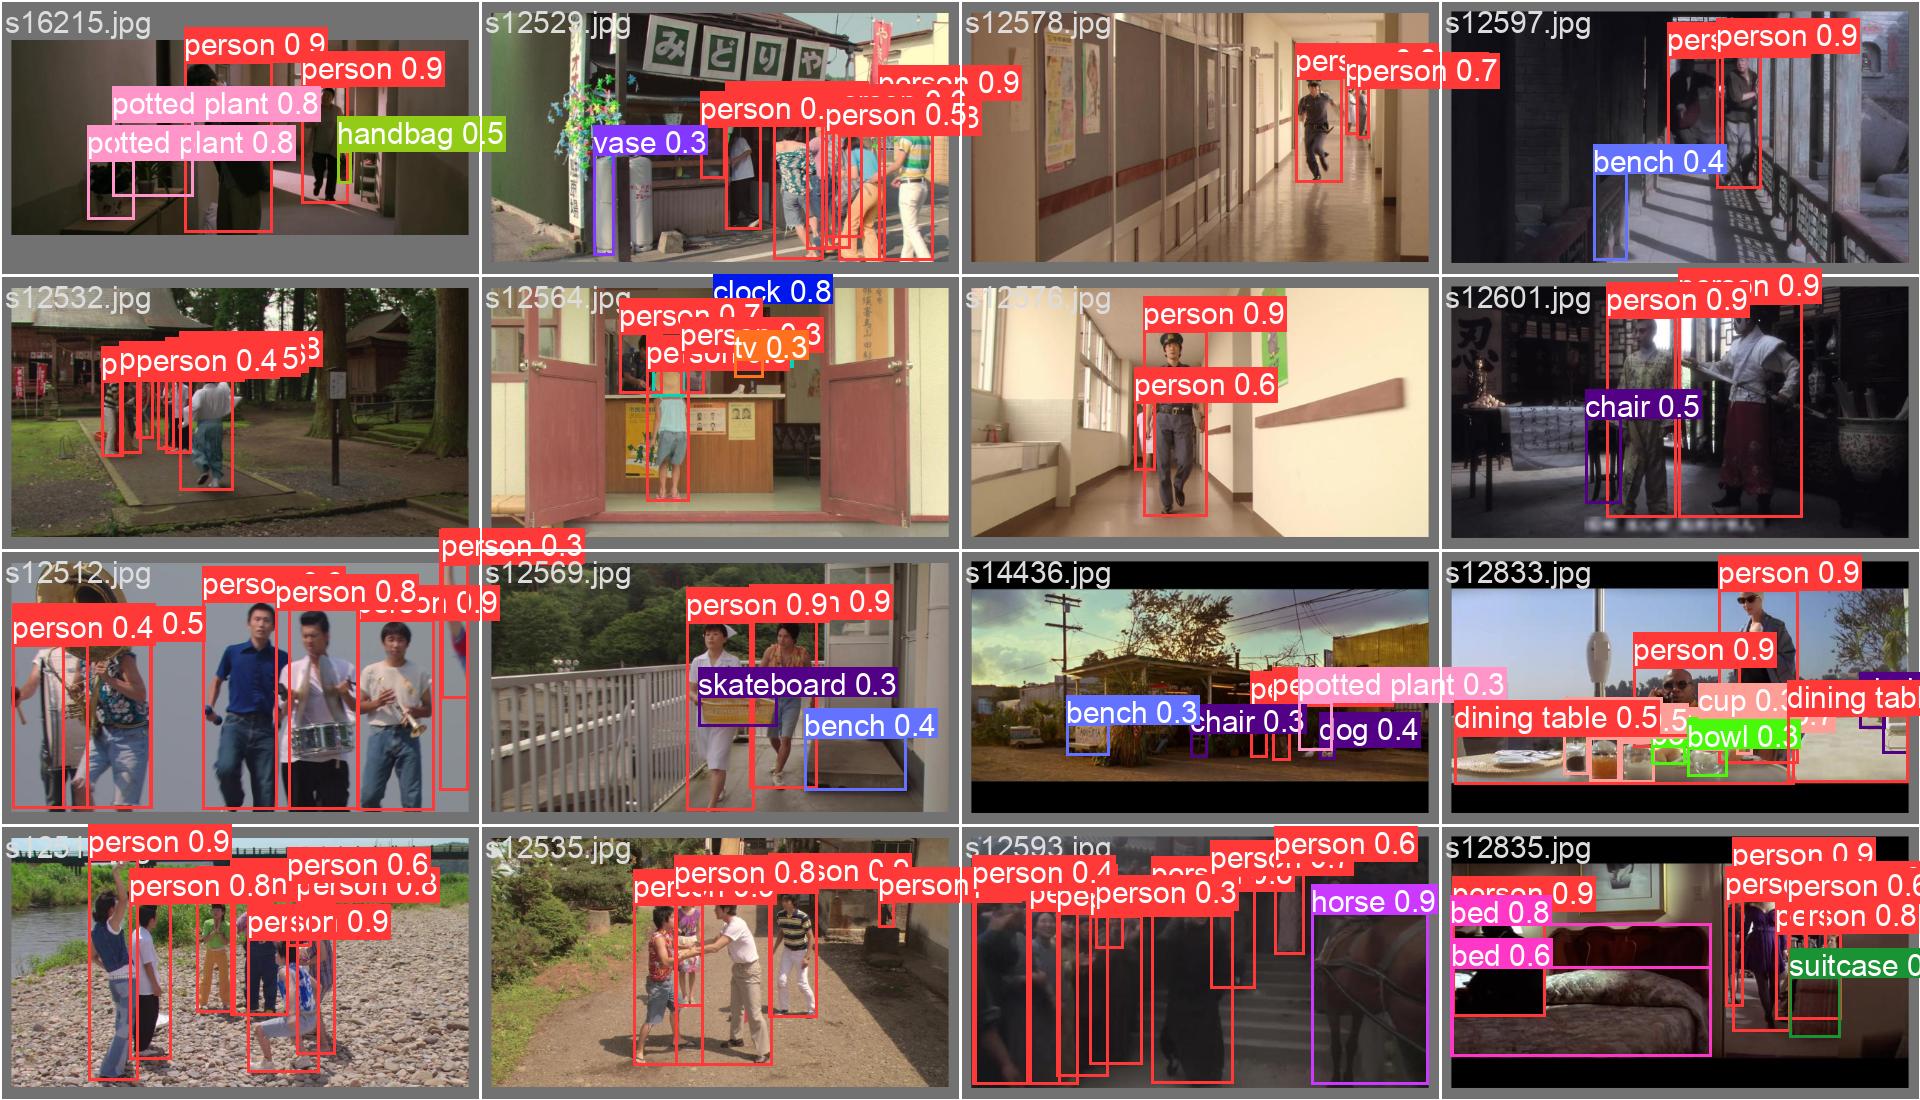 s16215.jpg
person 0.9
person 0.9
potted plant 0.8
potted plant 0.8
handbag 0.5
s12529.jpg
みどりや
person 0.9
person 0.
person 0.5
vase 0.3
s12578.jpg
pers
person 0.7
s12597.jpg
pers
person 0.9
bench 0.4
s12532.jpg
p
p
person 0.4
s12564.jpg
clock 0.8
person 0.7
pers
tv 0.3
s12576.jpg
person 0.9
person 0.6
s12601.jpg
person 0.9
person 0.9
忍
chair 0.5
s12512.jpg
person 0.3
perso
person 0.8
person 0.9
person 0.4
0.5
s12569.jpg
person 0.9
0.9
skateboard 0.3
bench 0.4
s14436.jpg
pe
pe
potted plant 0.3
bench 0.3
chair 0.3
dog 0.4
s12833.jpg
person 0.9
person 0.9
cup 0.3
dining tab
dining table 0.5
bowl 0.3
person 0.9
person 0.6
person 0.8
person 0.8
person 0.9
s12535.jpg
person 0.8
son 0.9
per
person
s12593.jpg
person 0.6
person 0.4
person 0.3
horse 0.9
s12835.jpg
person 0.9
person 0.9
pers
person 0.6
person 0.8
bed 0.8
bed 0.6
suitcase 0